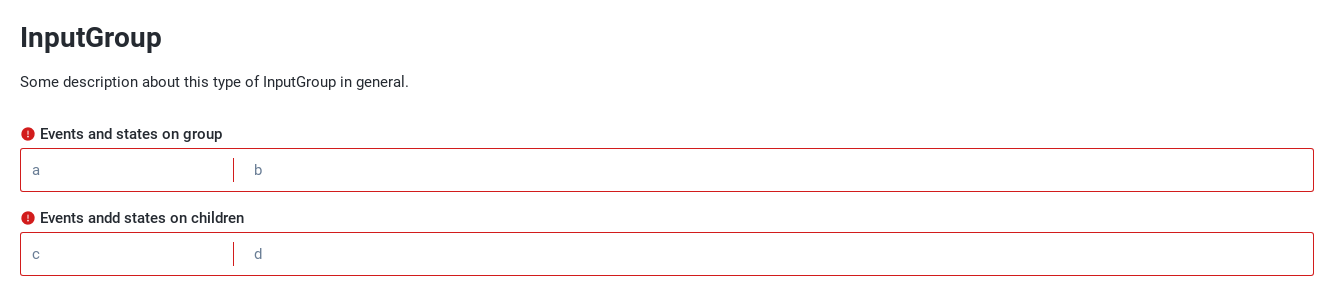 InputGroup
Some description about this type of InputGroup in general.
Events and states on group
a b
Events andd states on children
c d